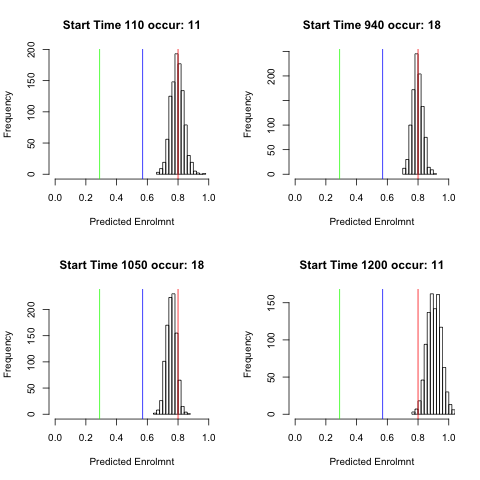 Start Time 110 occur: 11
Frequency
200
150
100
50
0
0.0 0.2 0.4 0.6 0.8 1.0
Predicted Enrolmnt
Start Time 940 occur: 18
Frequency
200
100
50
0
0.0 0.2 0.4 0.6 0.8 1.0
Predicted Enrolmnt
Start Time 1050 occur: 18
Frequency
200
150
100
50
0
0.0 0.2 0.4 0.6 0.8 1.0
Predicted Enrolmnt
Start Time 1200 occur: 11
Frequency
150
100
50
0
0.0 0.2 0.4 0.6 0.8 1.0
Predicted Enrolmnt